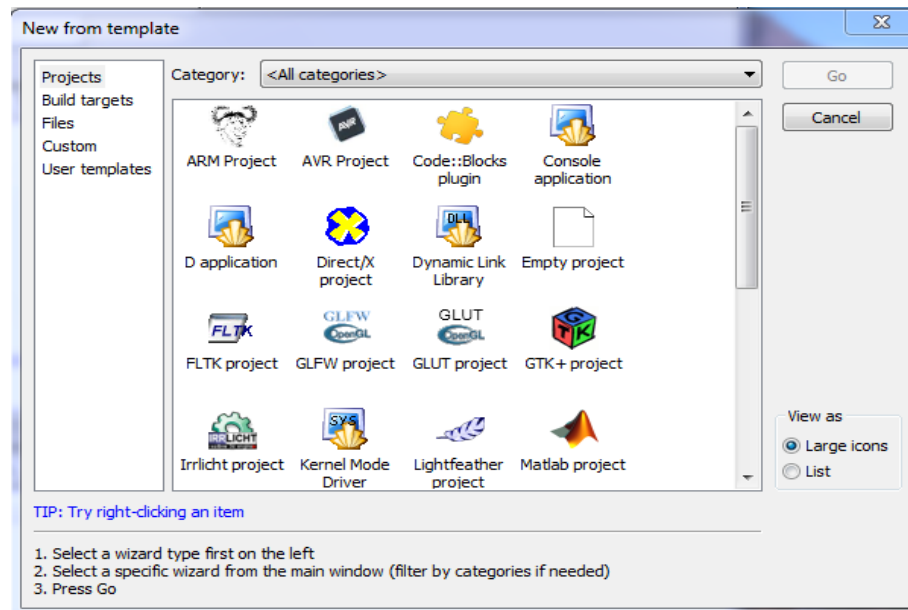 New from template
Projects
Build targets
Files
Custom
User templates
Category: <All categories>
Go
Cancel
AVR
ARM Project AVR Project Code::Blocks plugin Console application
DLL
D application Direct/X project Dynamic Link Library Empty project
FLTK
GLFW
OpenGL
GLUT
OpenGL
GTK
FLTK project GLFW project GLUT project GTK+ project
IRRLICHT
SYS
Irrlicht project Kernel Mode Driver Lightfeather project Matlab project
View as
Large icons
List
TIP: Try right-clicking an item
1. Select a wizard type first on the left
2. Select a specific wizard from the main window (filter by categories if needed)
3. Press Go